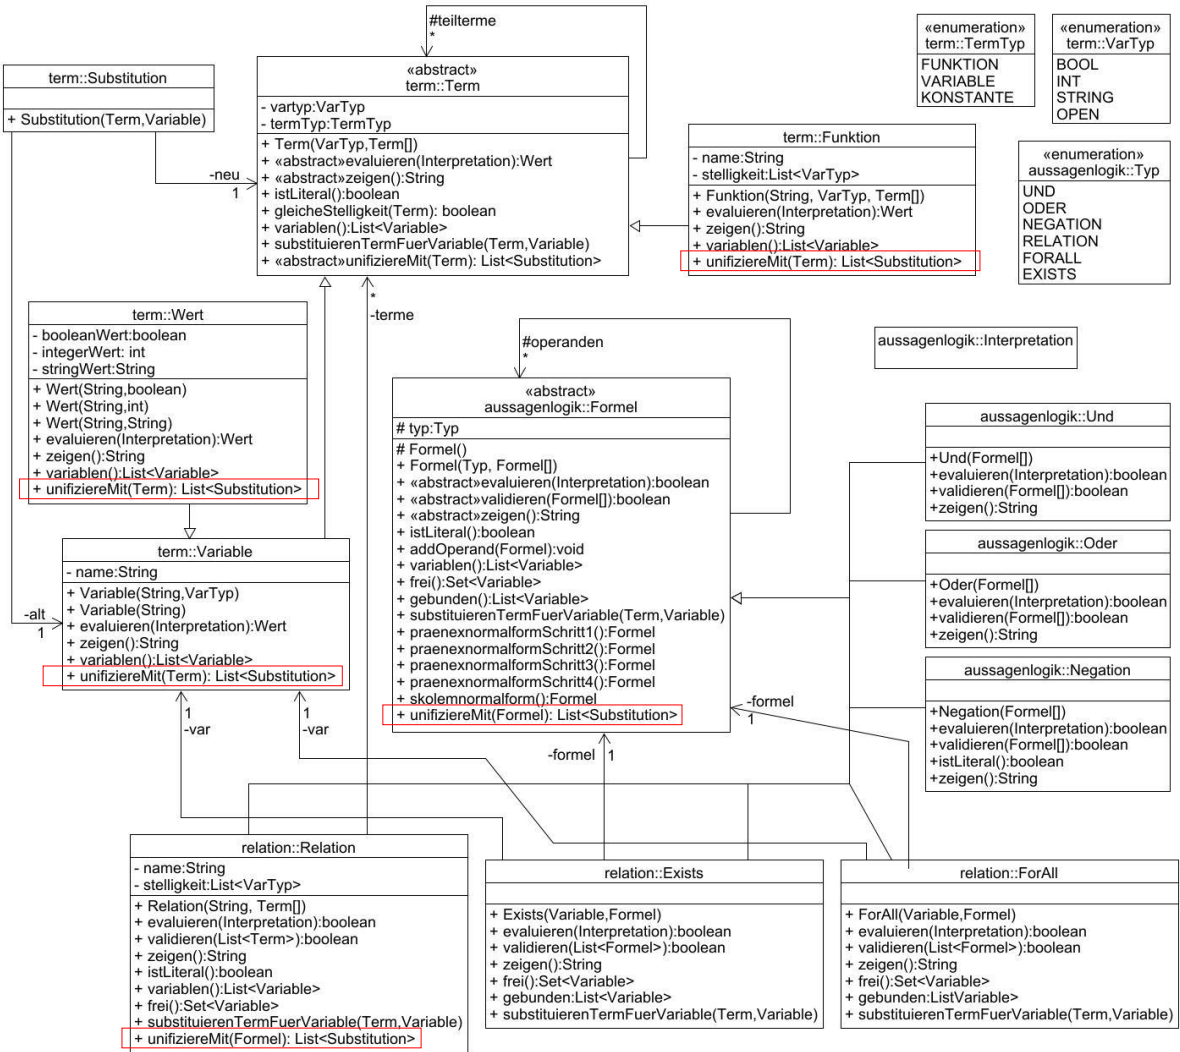 #teilterme
*
«enumeration»
term::TermTyp
FUNKTION
VARIABLE
KONSTANTE
«enumeration»
term::VarTyp
BOOL
INT
STRING
OPEN
term::Substitution
+ Substitution(Term,Variable)
«abstract»
term::Term
- vartyp:VarTyp
- termTyp:TermTyp
+ Term(VarTyp,Term[])
+ «abstract»evaluieren(Interpretation):Wert
+ «abstract»zeigen():String
+ istLiteral():boolean
+ gleicheStelligkeit(Term): boolean
+ variablen():List<Variable>
+ substituierenTermFuerVariable(Term,Variable)
+ «abstract»unifiziereMit(Term): List<Substitution>
-neu
1
term::Funktion
- name:String
- stelligkeit:List<VarTyp>
+ Funktion(String, VarTyp, Term[])
+ evaluieren(Interpretation):Wert
+ zeigen():String
+ variablen():List<Variable>
+ unifiziereMit(Term): List<Substitution>
«enumeration»
aussagenlogik::Typ
UND
ODER
NEGATION
RELATION
FORALL
EXISTS
*
-terme
term::Wert
- booleanWert:boolean
- integerWert: int
- stringWert:String
+ Wert(String,boolean)
+ Wert(String,int)
+ Wert(String,String)
+ evaluieren(Interpretation):Wert
+ zeigen():String
+ variablen():List<Variable>
+ unifiziereMit(Term): List<Substitution>
#operanden
*
aussagenlogik::Interpretation
«abstract»
aussagenlogik::Formel
# typ:Typ
# Formel()
+ Formel(Typ, Formel[])
+ «abstract»evaluieren(Interpretation):boolean
+ «abstract»validieren(Formel[]):boolean
+ «abstract»zeigen():String
+ istLiteral():boolean
+ addOperand(Formel):void
+ variablen():List<Variable>
+ frei():Set<Variable>
+ gebunden():List<Variable>
+ substituierenTermFuerVariable(Term,Variable)
+ praenexnormalformSchritt1():Formel
+ praenexnormalformSchritt2():Formel
+ praenexnormalformSchritt3():Formel
+ praenexnormalformSchritt4():Formel
+ skolemnormalform():Formel
+ unifiziereMit(Formel): List<Substitution>
aussagenlogik::Und
+Und(Formel[])
+evaluieren(Interpretation):boolean
+validieren(Formel[]):boolean
+zeigen():String
aussagenlogik::Oder
+Oder(Formel[])
+evaluieren(Interpretation):boolean
+validieren(Formel[]):boolean
+zeigen():String
aussagenlogik::Negation
+Negation(Formel[])
+evaluieren(Interpretation):boolean
+validieren(Formel[]):boolean
+istLiteral():boolean
+zeigen():String
term::Variable
- name:String
+ Variable(String,VarTyp)
+ Variable(String)
+ evaluieren(Interpretation):Wert
+ zeigen():String
+ variablen():List<Variable>
+ unifiziereMit(Term): List<Substitution>
-alt
1
1
-var
1
-var
-formel
1
-formel
1
relation::Relation
- name:String
- stelligkeit:List<VarTyp>
+ Relation(String, Term[])
+ evaluieren(Interpretation):boolean
+ validieren(List<Term>):boolean
+ zeigen():String
+ istLiteral():boolean
+ variablen():List<Variable>
+ frei():Set<Variable>
+ substituierenTermFuerVariable(Term,Variable)
+ unifiziereMit(Formel): List<Substitution>
relation::Exists
+ Exists(Variable,Formel)
+ evaluieren(Interpretation):boolean
+ validieren(List<Formel>):boolean
+ zeigen():String
+ frei():Set<Variable>
+ gebunden:List<Variable>
+ substituierenTermFuerVariable(Term,Variable)
relation::ForAll
+ ForAll(Variable,Formel)
+ evaluieren(Interpretation):boolean
+ validieren(List<Formel>):boolean
+ zeigen():String
+ frei():Set<Variable>
+ gebunden:ListVariable>
+ substituierenTermFuerVariable(Term,Variable)